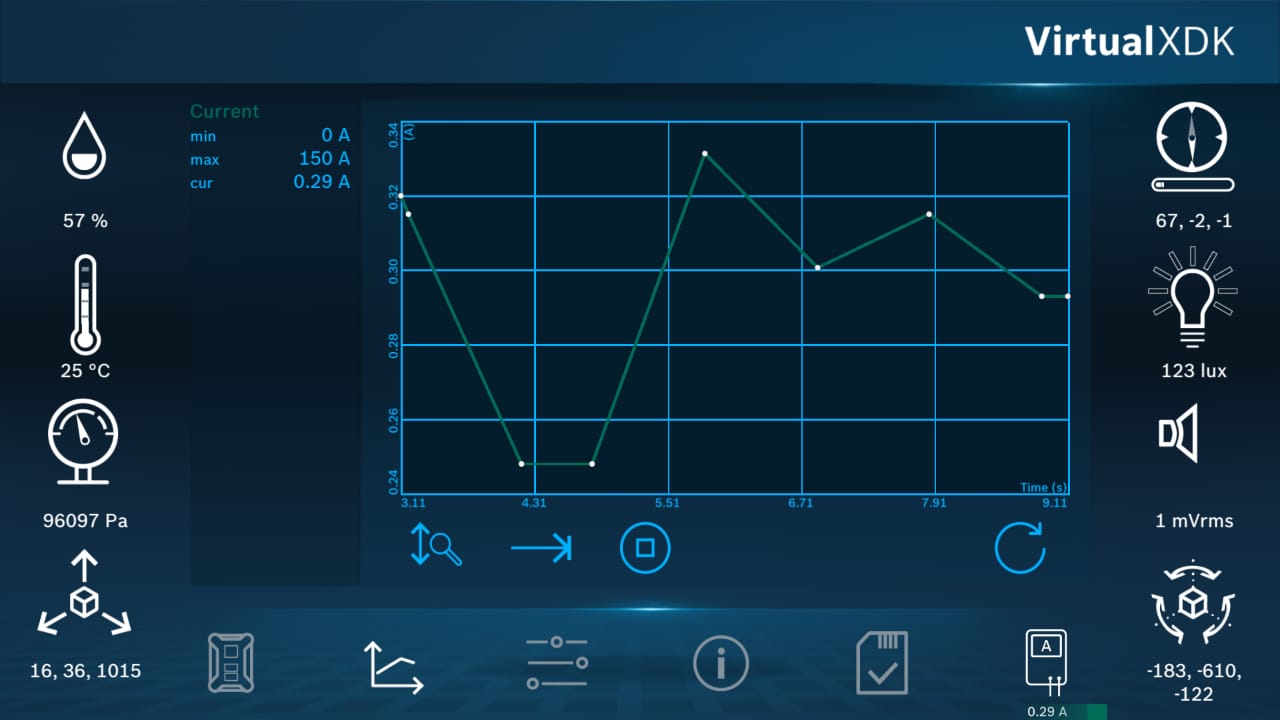 VirtualXDK
57 %
25 °C
96097 Pa
16, 36, 1015
Current
min 0 A
max 150 A
cur 0.29 A
(A)
0.34
0.32
0.30
0.28
0.26
0.24
Time (s)
3.11 4.31 5.51 6.71 7.91 9.11
67, -2, -1
123 lux
1 mVrms
-183, -610,
-122
i
A
0.29 A